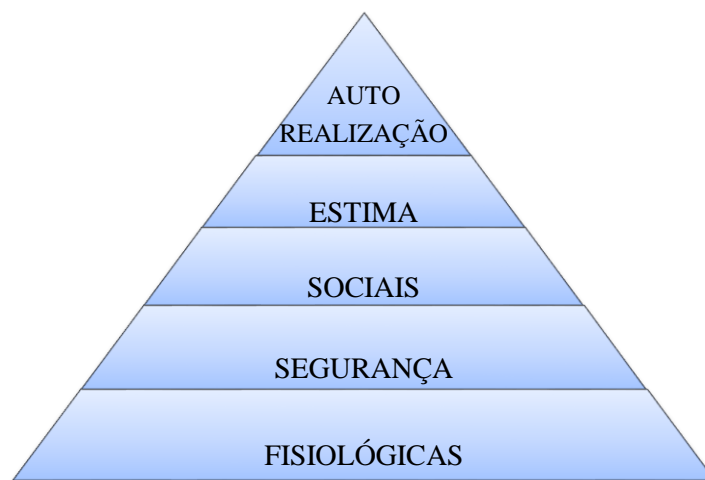 AUTO
REALIZAÇÃO
ESTIMA
SOCIAIS
SEGURANÇA
FISIOLÓGICAS